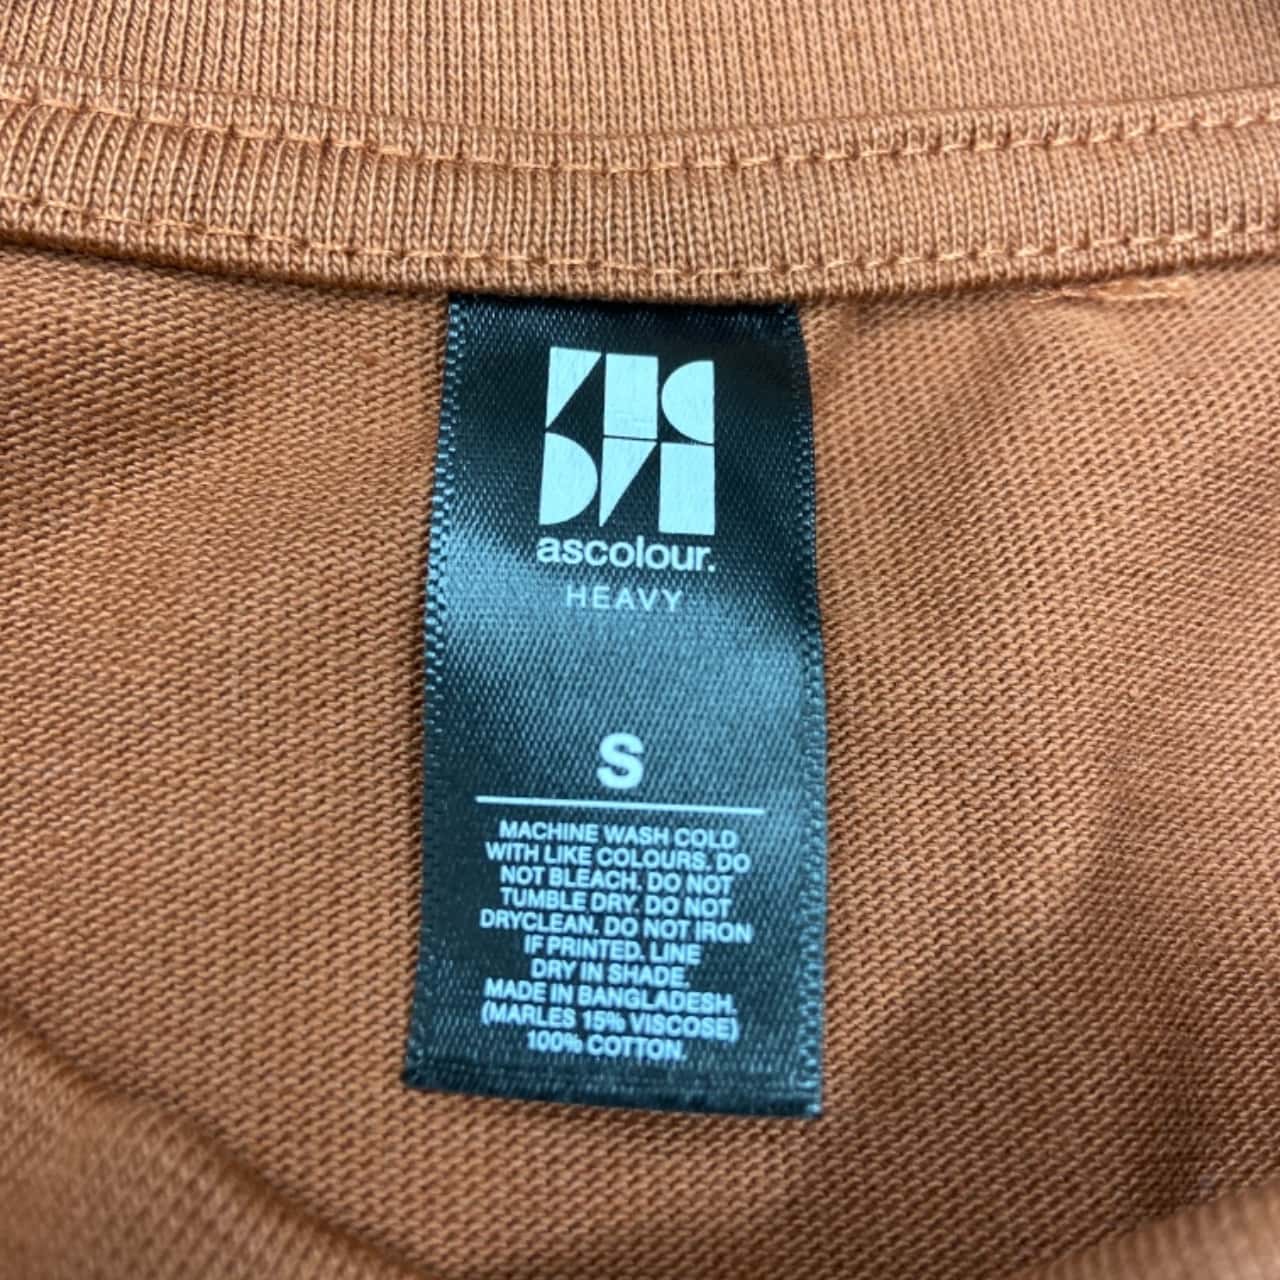 ascolour.
HEAVY
S
MACHINE WASH COLD
WITH LIKE COLOURS. DO
NOT BLEACH. DO NOT
TUMBLE DRY. DO NOT
DRYCLEAN. DO NOT IRON
IF PRINTED. LINE
DRY IN SHADE.
MADE IN BANGLADESH.
(MARLES 15% VISCOSE)
100% COTTON.